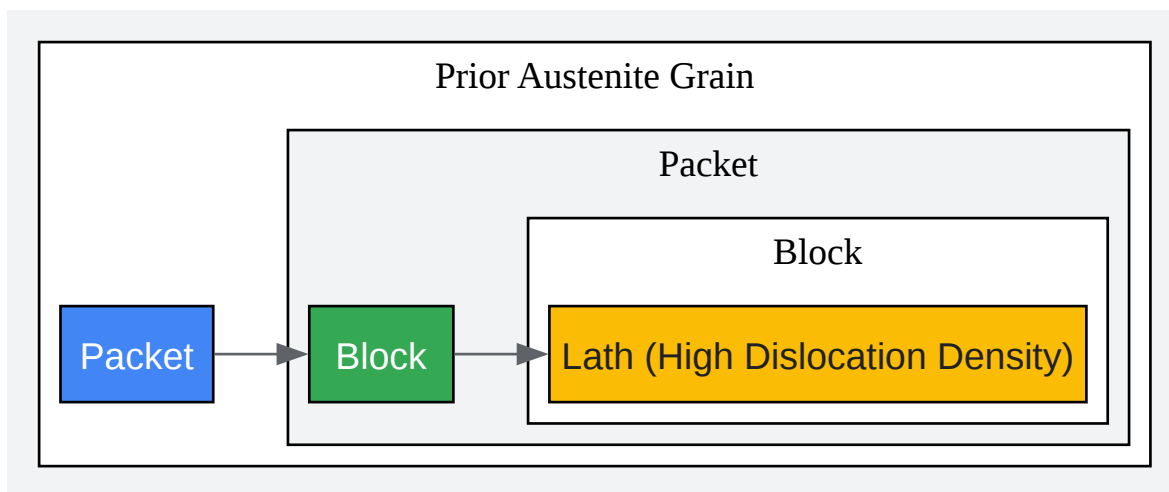 Prior Austenite Grain
Packet
Block
Packet
Block
Lath (High Dislocation Density)